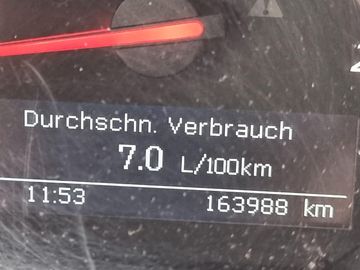 Durchschn. Verbrauch
7.0 L/100km
11:53 163988 km